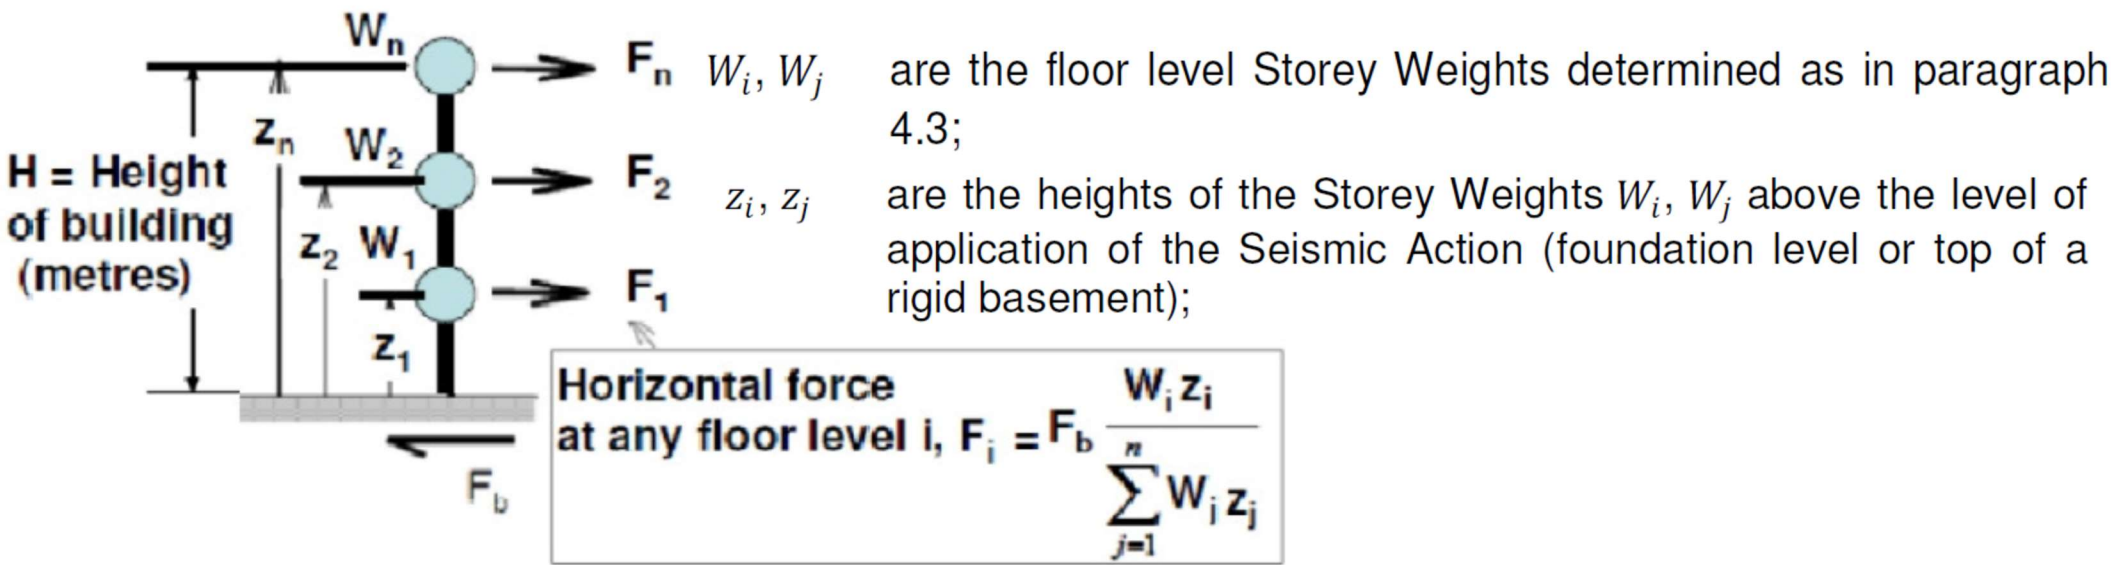 Wn
Fn
zn
W2
F2
H = Height
of building
(metres)
z2
W1
F1
z1
Fb
Wi, Wj are the floor level Storey Weights determined as in paragraph
4.3;
zi, zj are the heights of the Storey Weights Wi, Wj above the level of
application of the Seismic Action (foundation level or top of a
rigid basement);
Horizontal force
at any floor level i, Fi = Fb Wi zi / n∑j=1 Wj zj